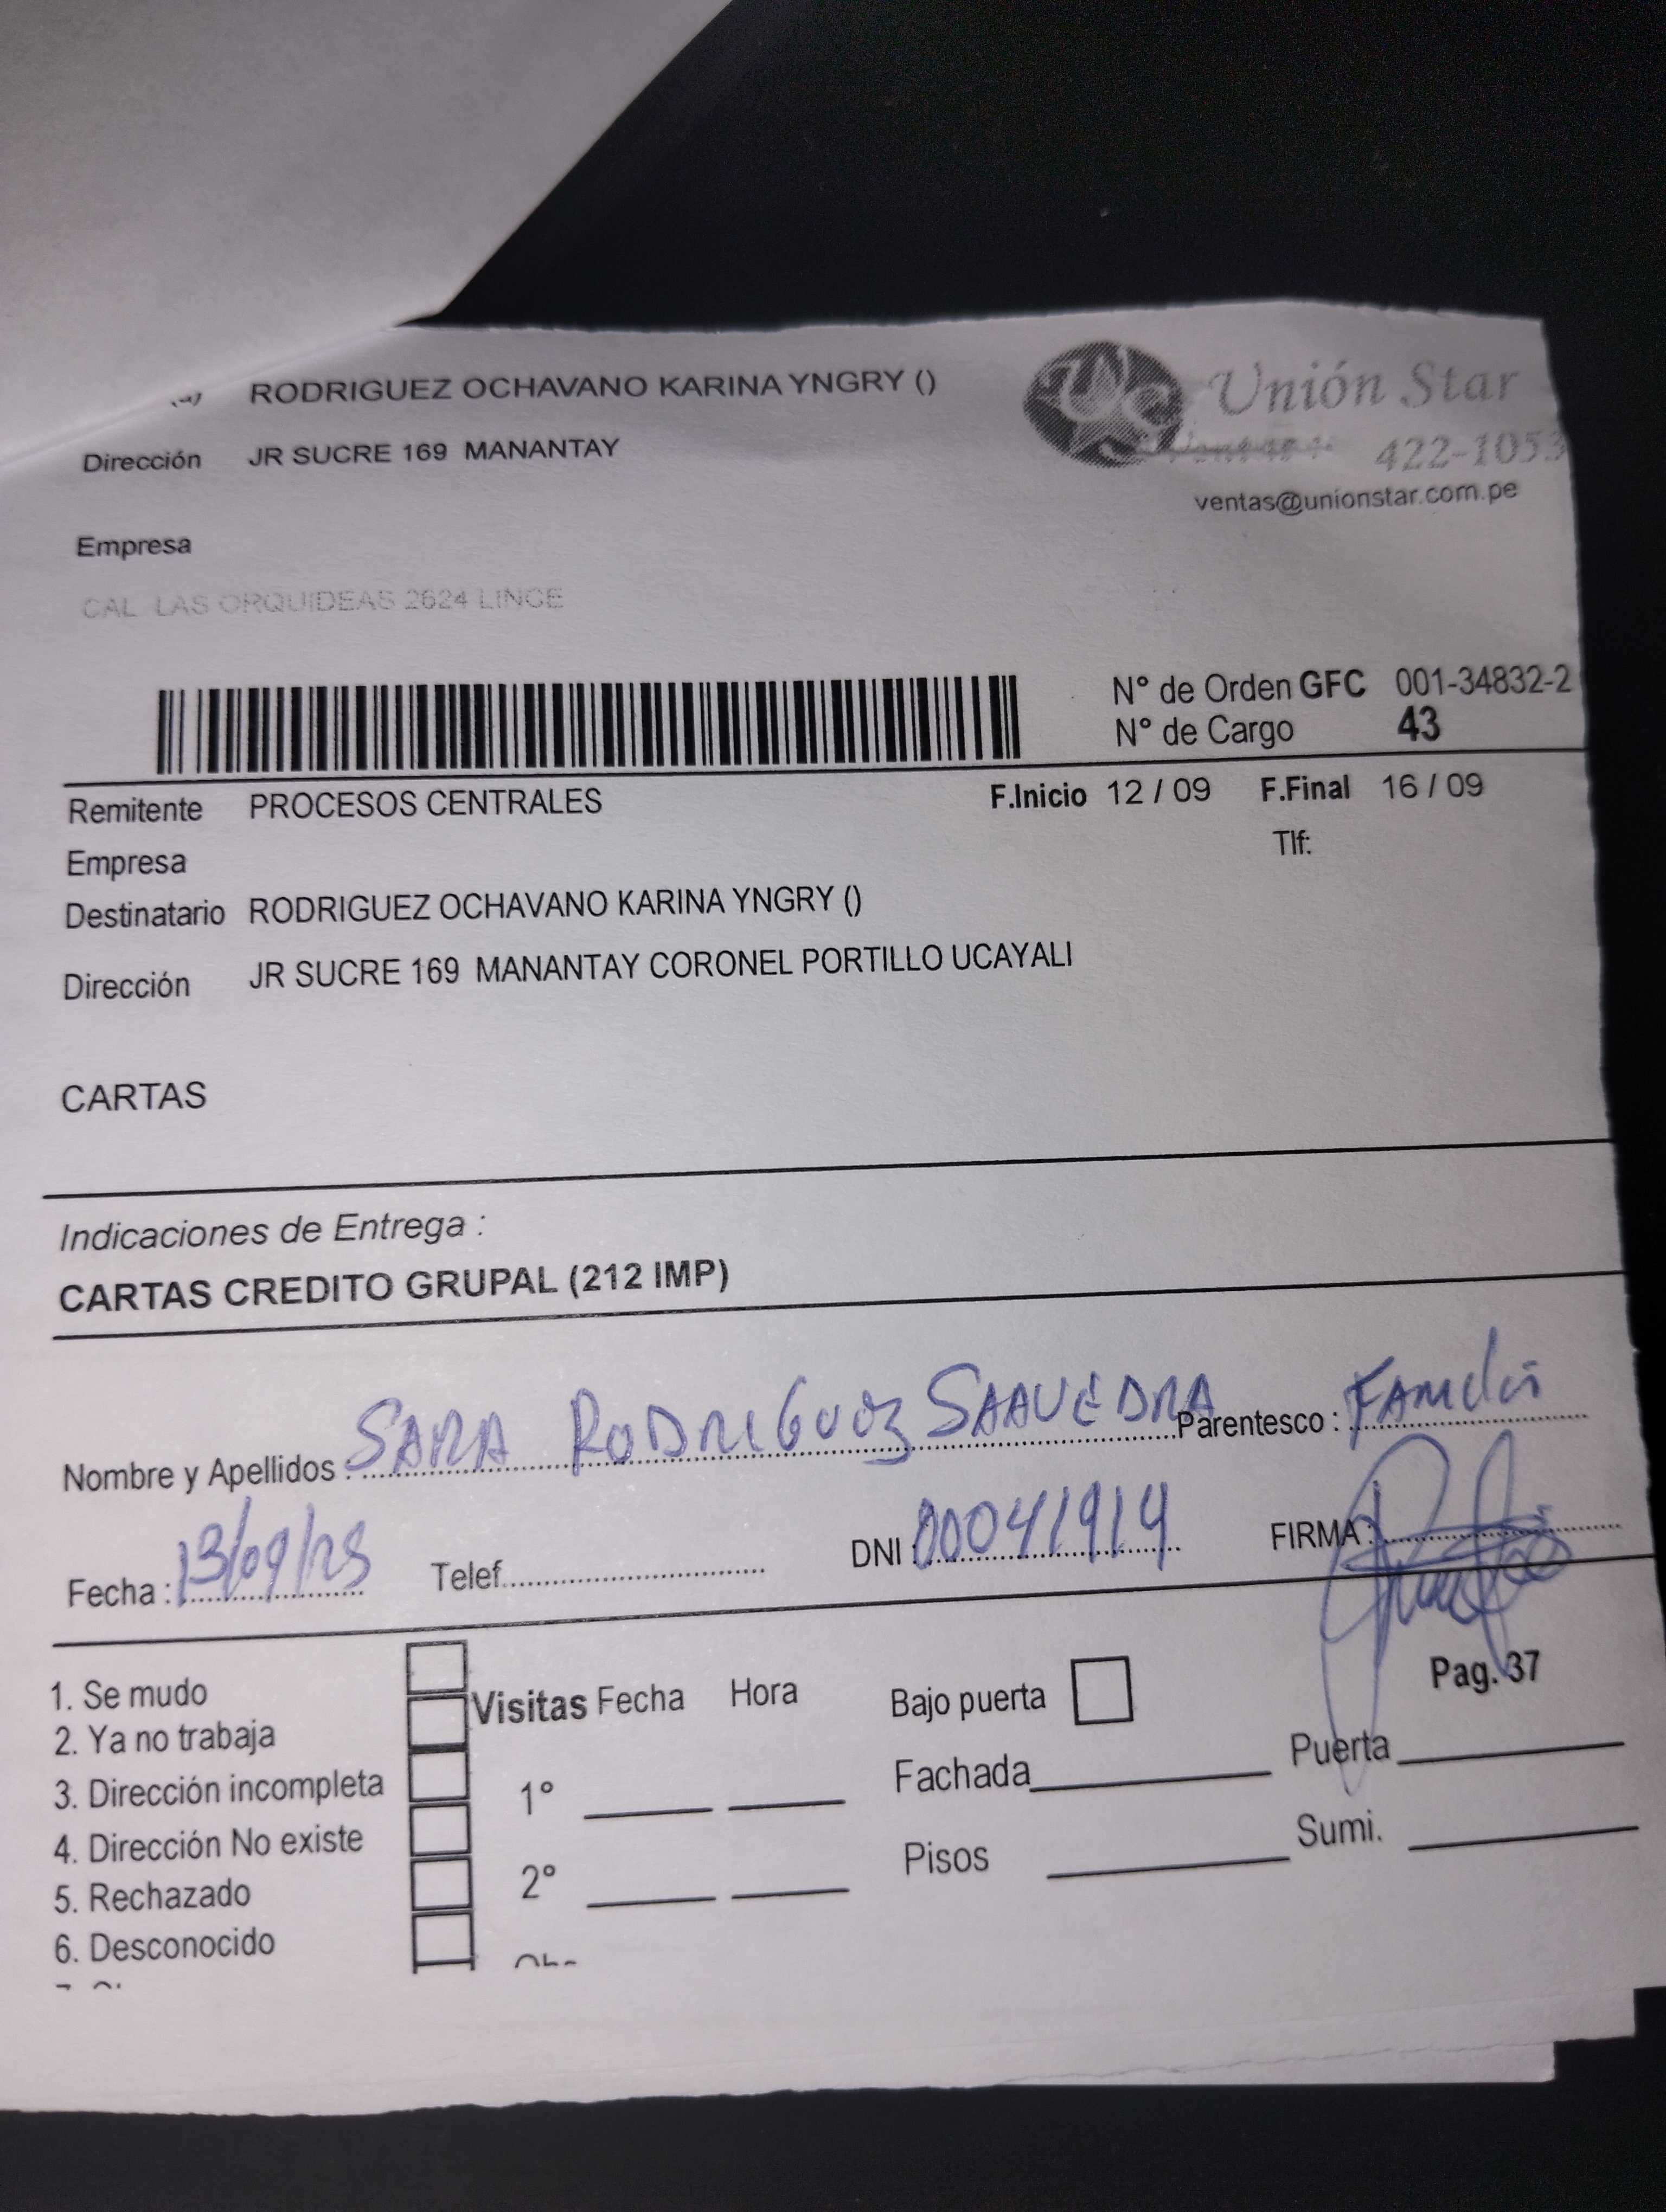 RODRIGUEZ OCHAVANO KARINA YNGRY ()
Unión Star
Dirección JR SUCRE 169 MANANTAY
422-1053
ventas@unionstar.com.pe
Empresa
CAL LAS ORQUIDEAS 2624 LINCE
N° de Orden GFC 001-34832-2
N° de Cargo 43
Remitente PROCESOS CENTRALES F.Inicio 12 / 09 F.Final 16 / 09
Empresa Tlf:
Destinatario RODRIGUEZ OCHAVANO KARINA YNGRY ()
Dirección JR SUCRE 169 MANANTAY CORONEL PORTILLO UCAYALI
CARTAS
Indicaciones de Entrega :
CARTAS CREDITO GRUPAL (212 IMP)
Nombre y Apellidos : SARA RODRIGUEZ SAAVEDRA Parentesco :
Fecha : 13/09/25 Telef. DNI : 00041914 FIRMA :
Pag. 37
1. Se mudo
2. Ya no trabaja
3. Dirección incompleta
4. Dirección No existe
5. Rechazado
6. Desconocido
Visitas Fecha Hora
1°
2°
Bajo puerta
Fachada Puerta
Pisos Sumi.